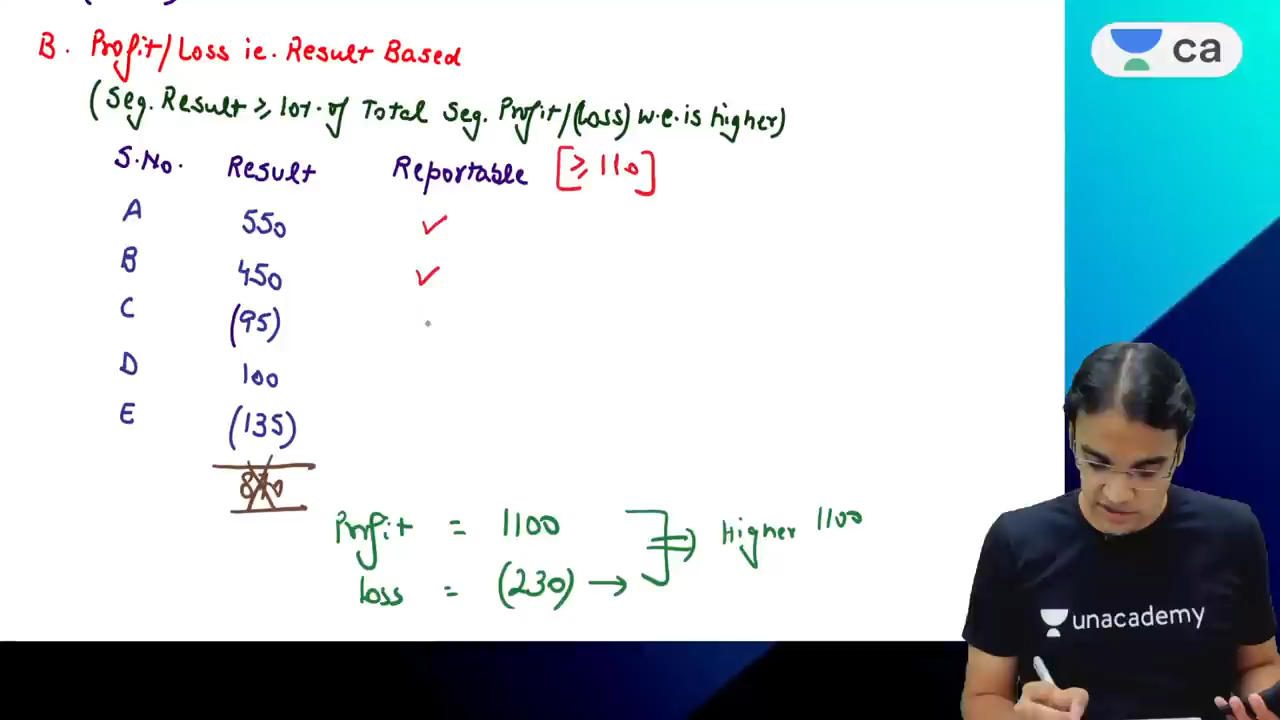 B. Profit/Loss ie. Result Based
(Seg. Result ≥ 10%. of Total Seg. Profit/(loss) w.e. is higher)
S.No. Result Reportable [≥ 110]
A 550 ✓
B 450 ✓
C (95)
D 100
E (135)
870
Profit = 1100
loss = (230) → ⇒ Higher 1100
ca
unacademy